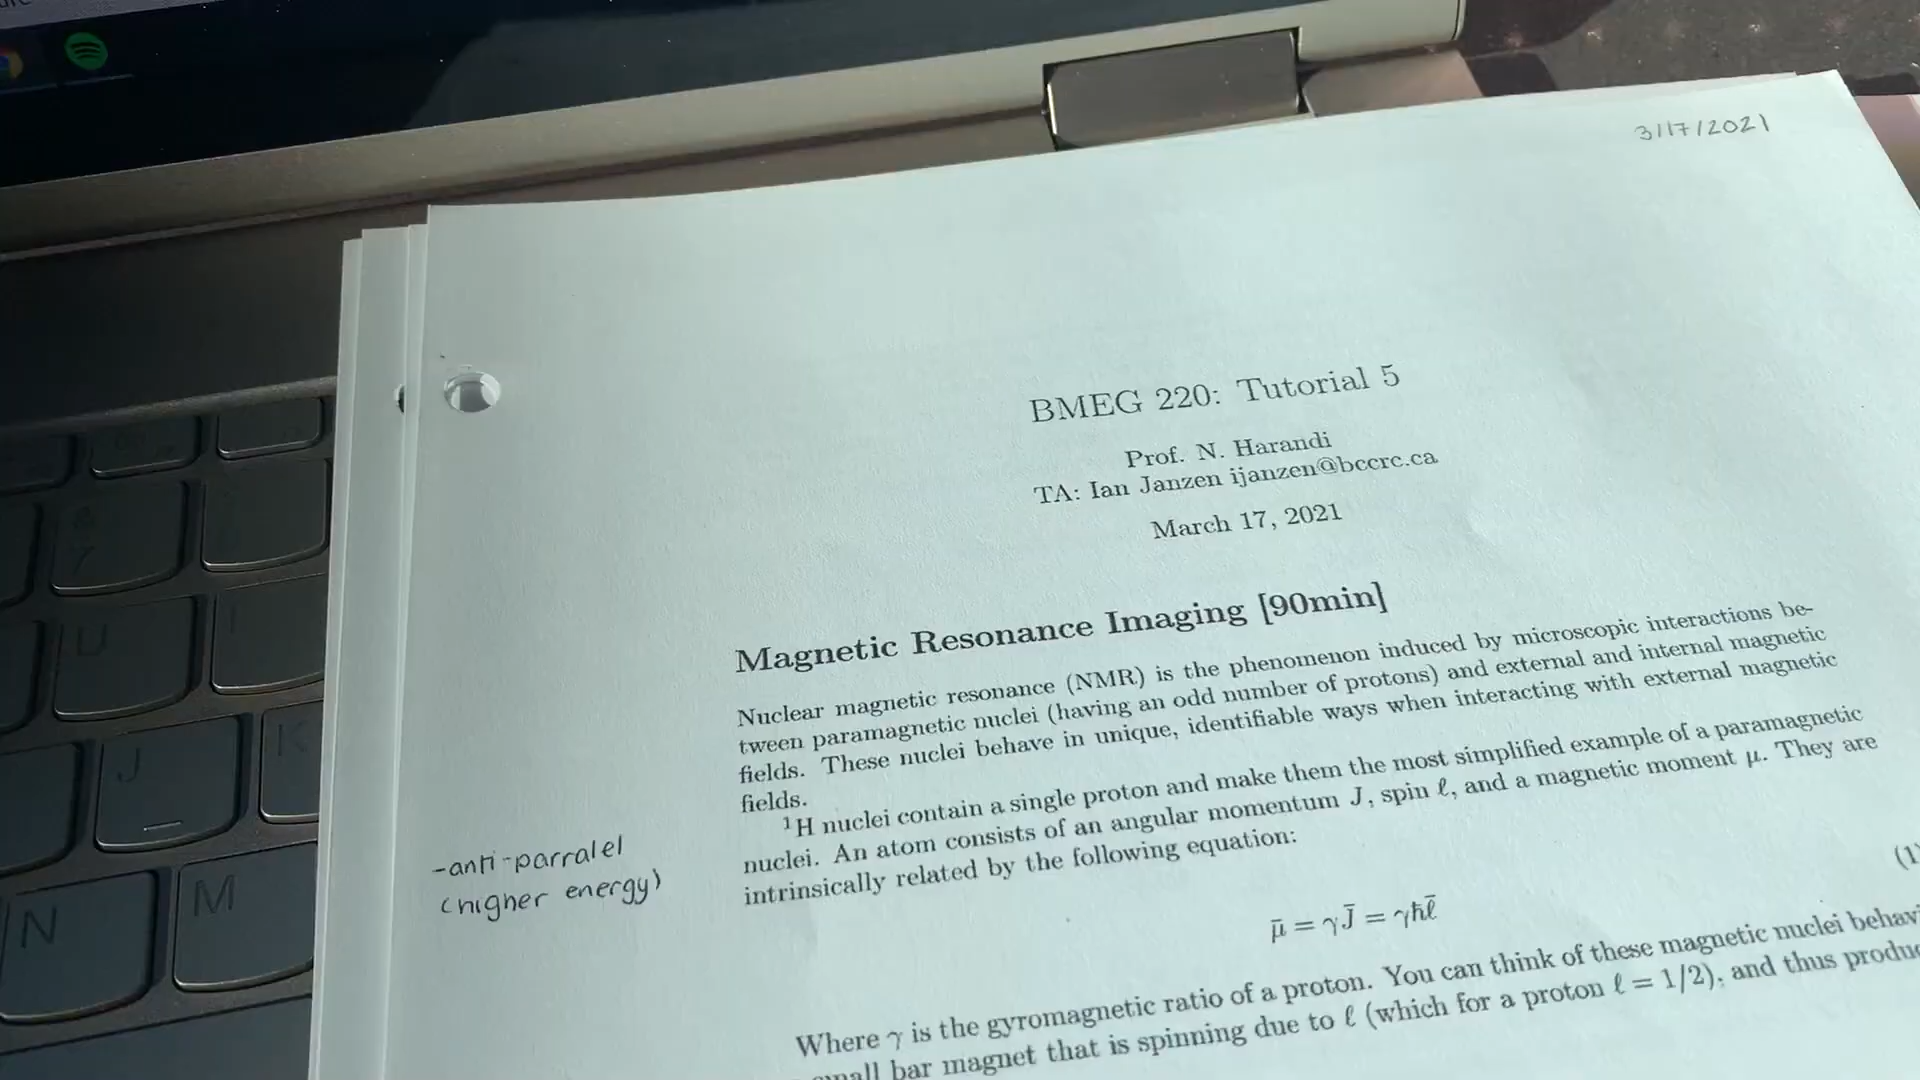 3/17/2021
BMEG 220: Tutorial 5
Prof. N. Harandi
TA: Ian Janzen ijanzen@bccrc.ca
March 17, 2021
Magnetic Resonance Imaging [90min]
Nuclear magnetic resonance (NMR) is the phenomenon induced by microscopic interactions be-
tween paramagnetic nuclei (having an odd number of protons) and external and internal magnetic
fields. These nuclei behave in unique, identifiable ways when interacting with external magnetic
fields.
¹H nuclei contain a single proton and make them the most simplified example of a paramagnetic
nuclei. An atom consists of an angular momentum J, spin ℓ, and a magnetic moment μ. They are
intrinsically related by the following equation:
-anti-parralel
(higher energy)
μ̄ = γJ̄ = γℏℓ̄
(1)
Where γ is the gyromagnetic ratio of a proton. You can think of these magnetic nuclei behavi
small bar magnet that is spinning due to ℓ (which for a proton ℓ = 1/2), and thus produc
U
I
J
K
N
M